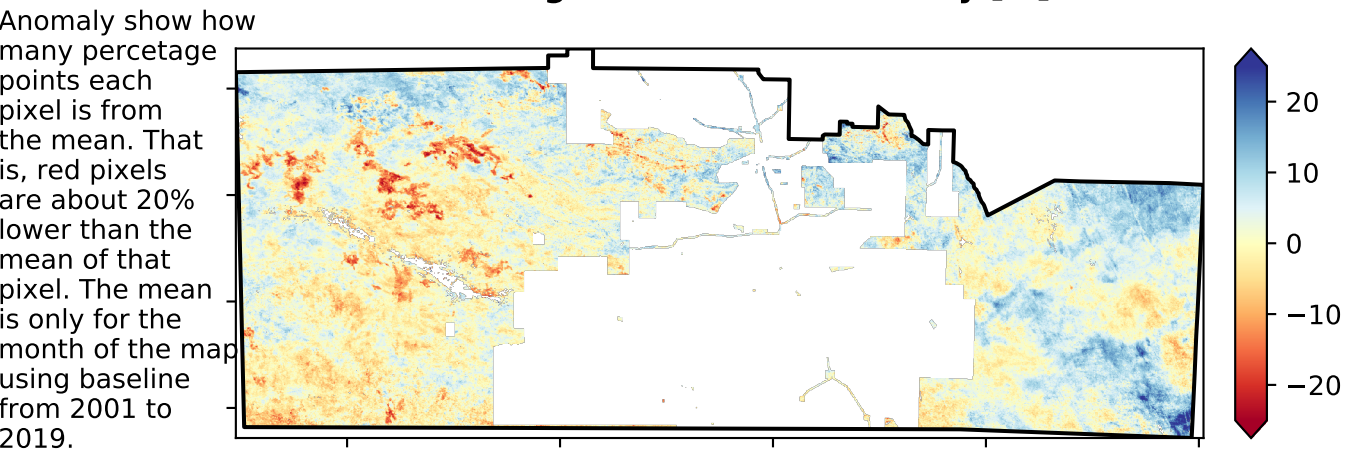 Anomaly show how
many percetage
points each
pixel is from
the mean. That
is, red pixels
are about 20%
lower than the
mean of that
pixel. The mean
is only for the
month of the map
using baseline
from 2001 to
2019.
20
10
0
−10
−20